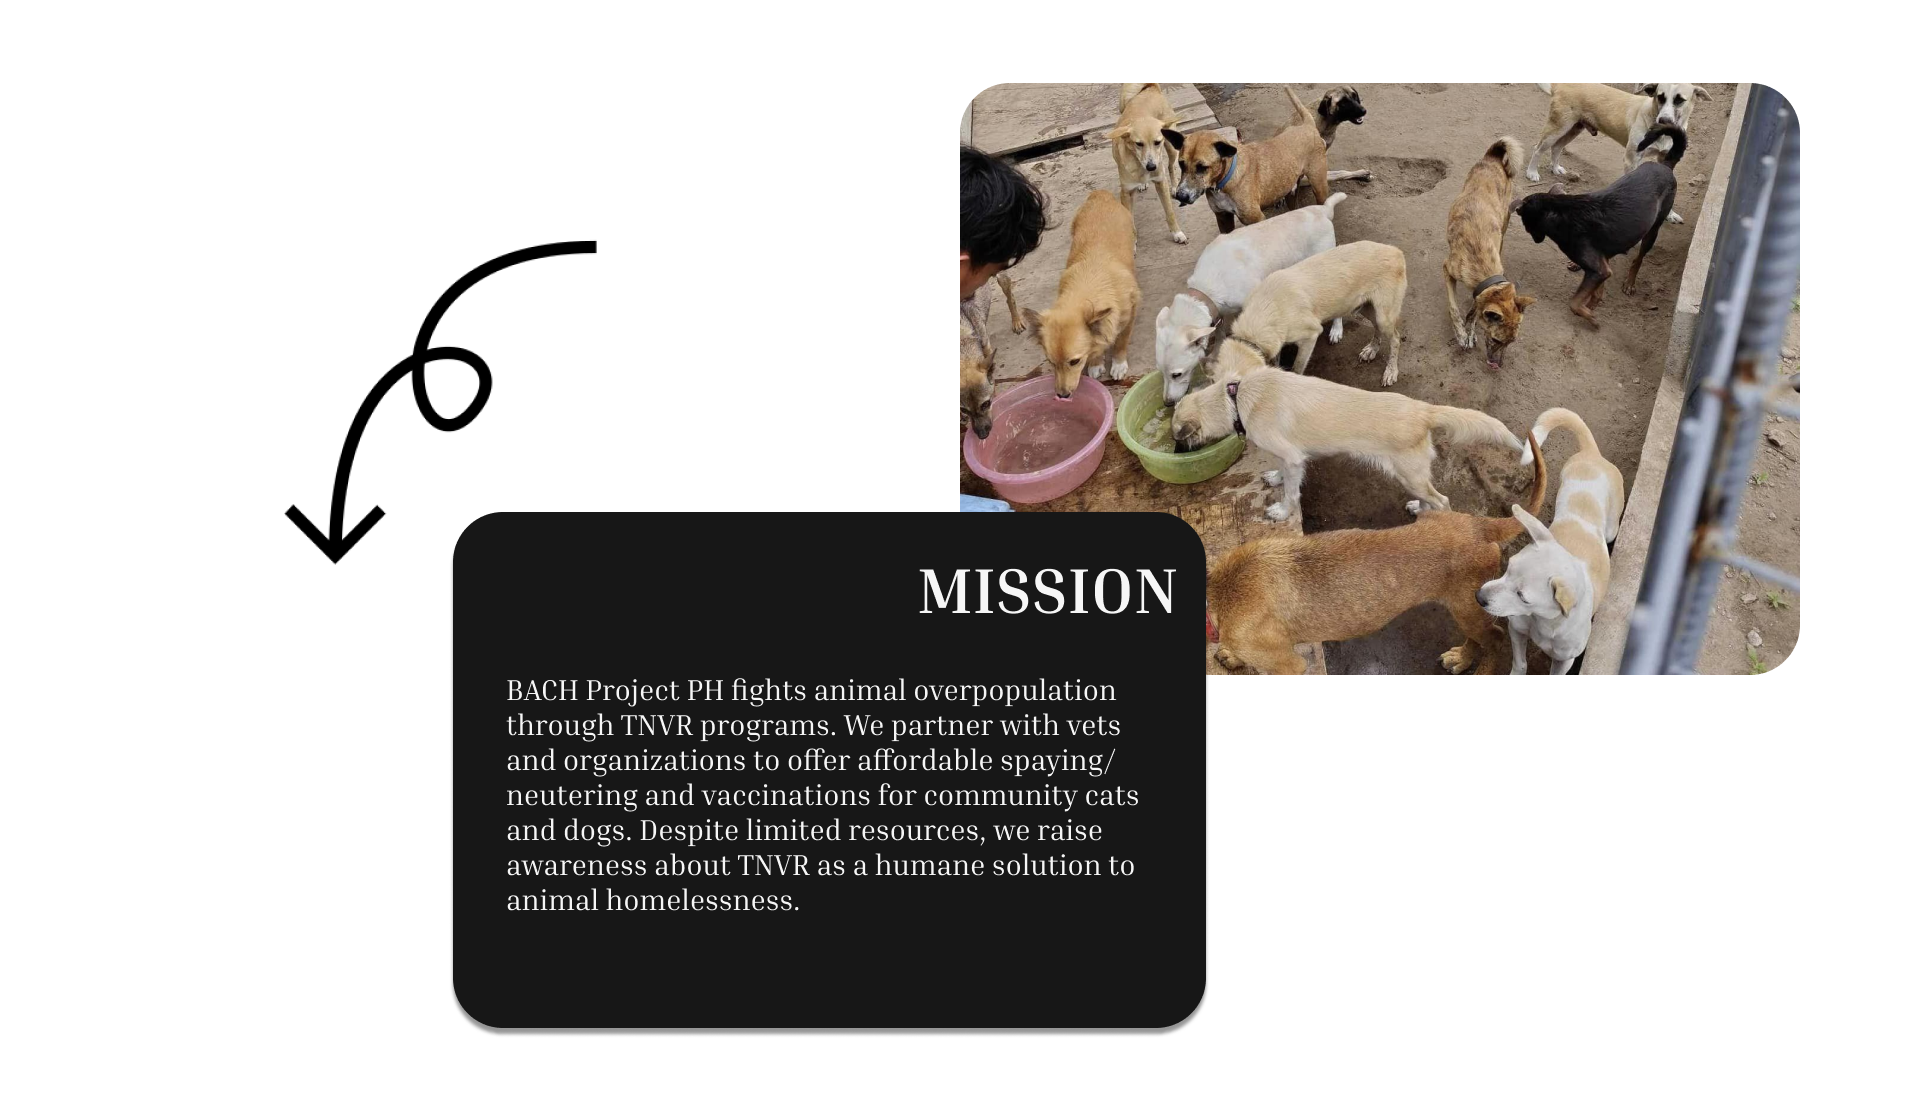 MISSION
BACH Project PH fights animal overpopulation
through TNVR programs. We partner with vets
and organizations to offer affordable spaying/
neutering and vaccinations for community cats
and dogs. Despite limited resources, we raise
awareness about TNVR as a humane solution to
animal homelessness.